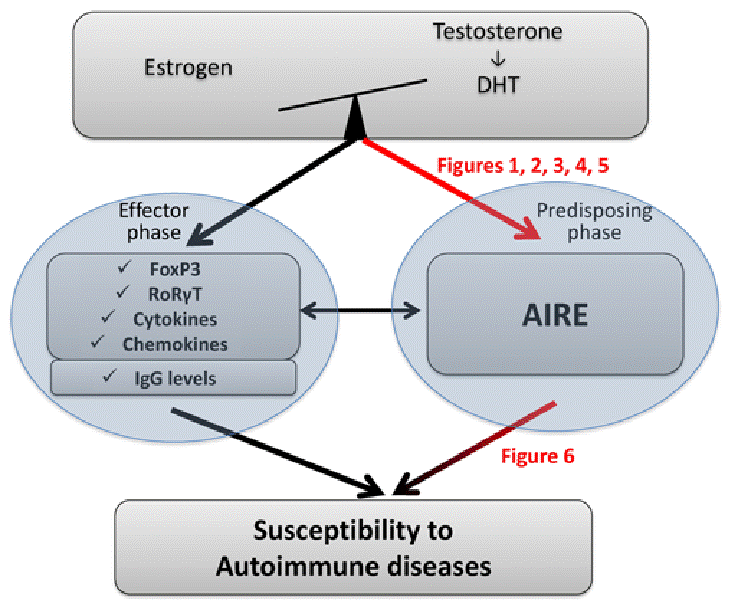 Testosterone
Estrogen
↓
DHT
Figures 1, 2, 3, 4, 5
Effector
phase
Predisposing
phase
✓ FoxP3
✓ RoRγT
✓ Cytokines
✓ Chemokines
✓ IgG levels
AIRE
Figure 6
Susceptibility to
Autoimmune diseases